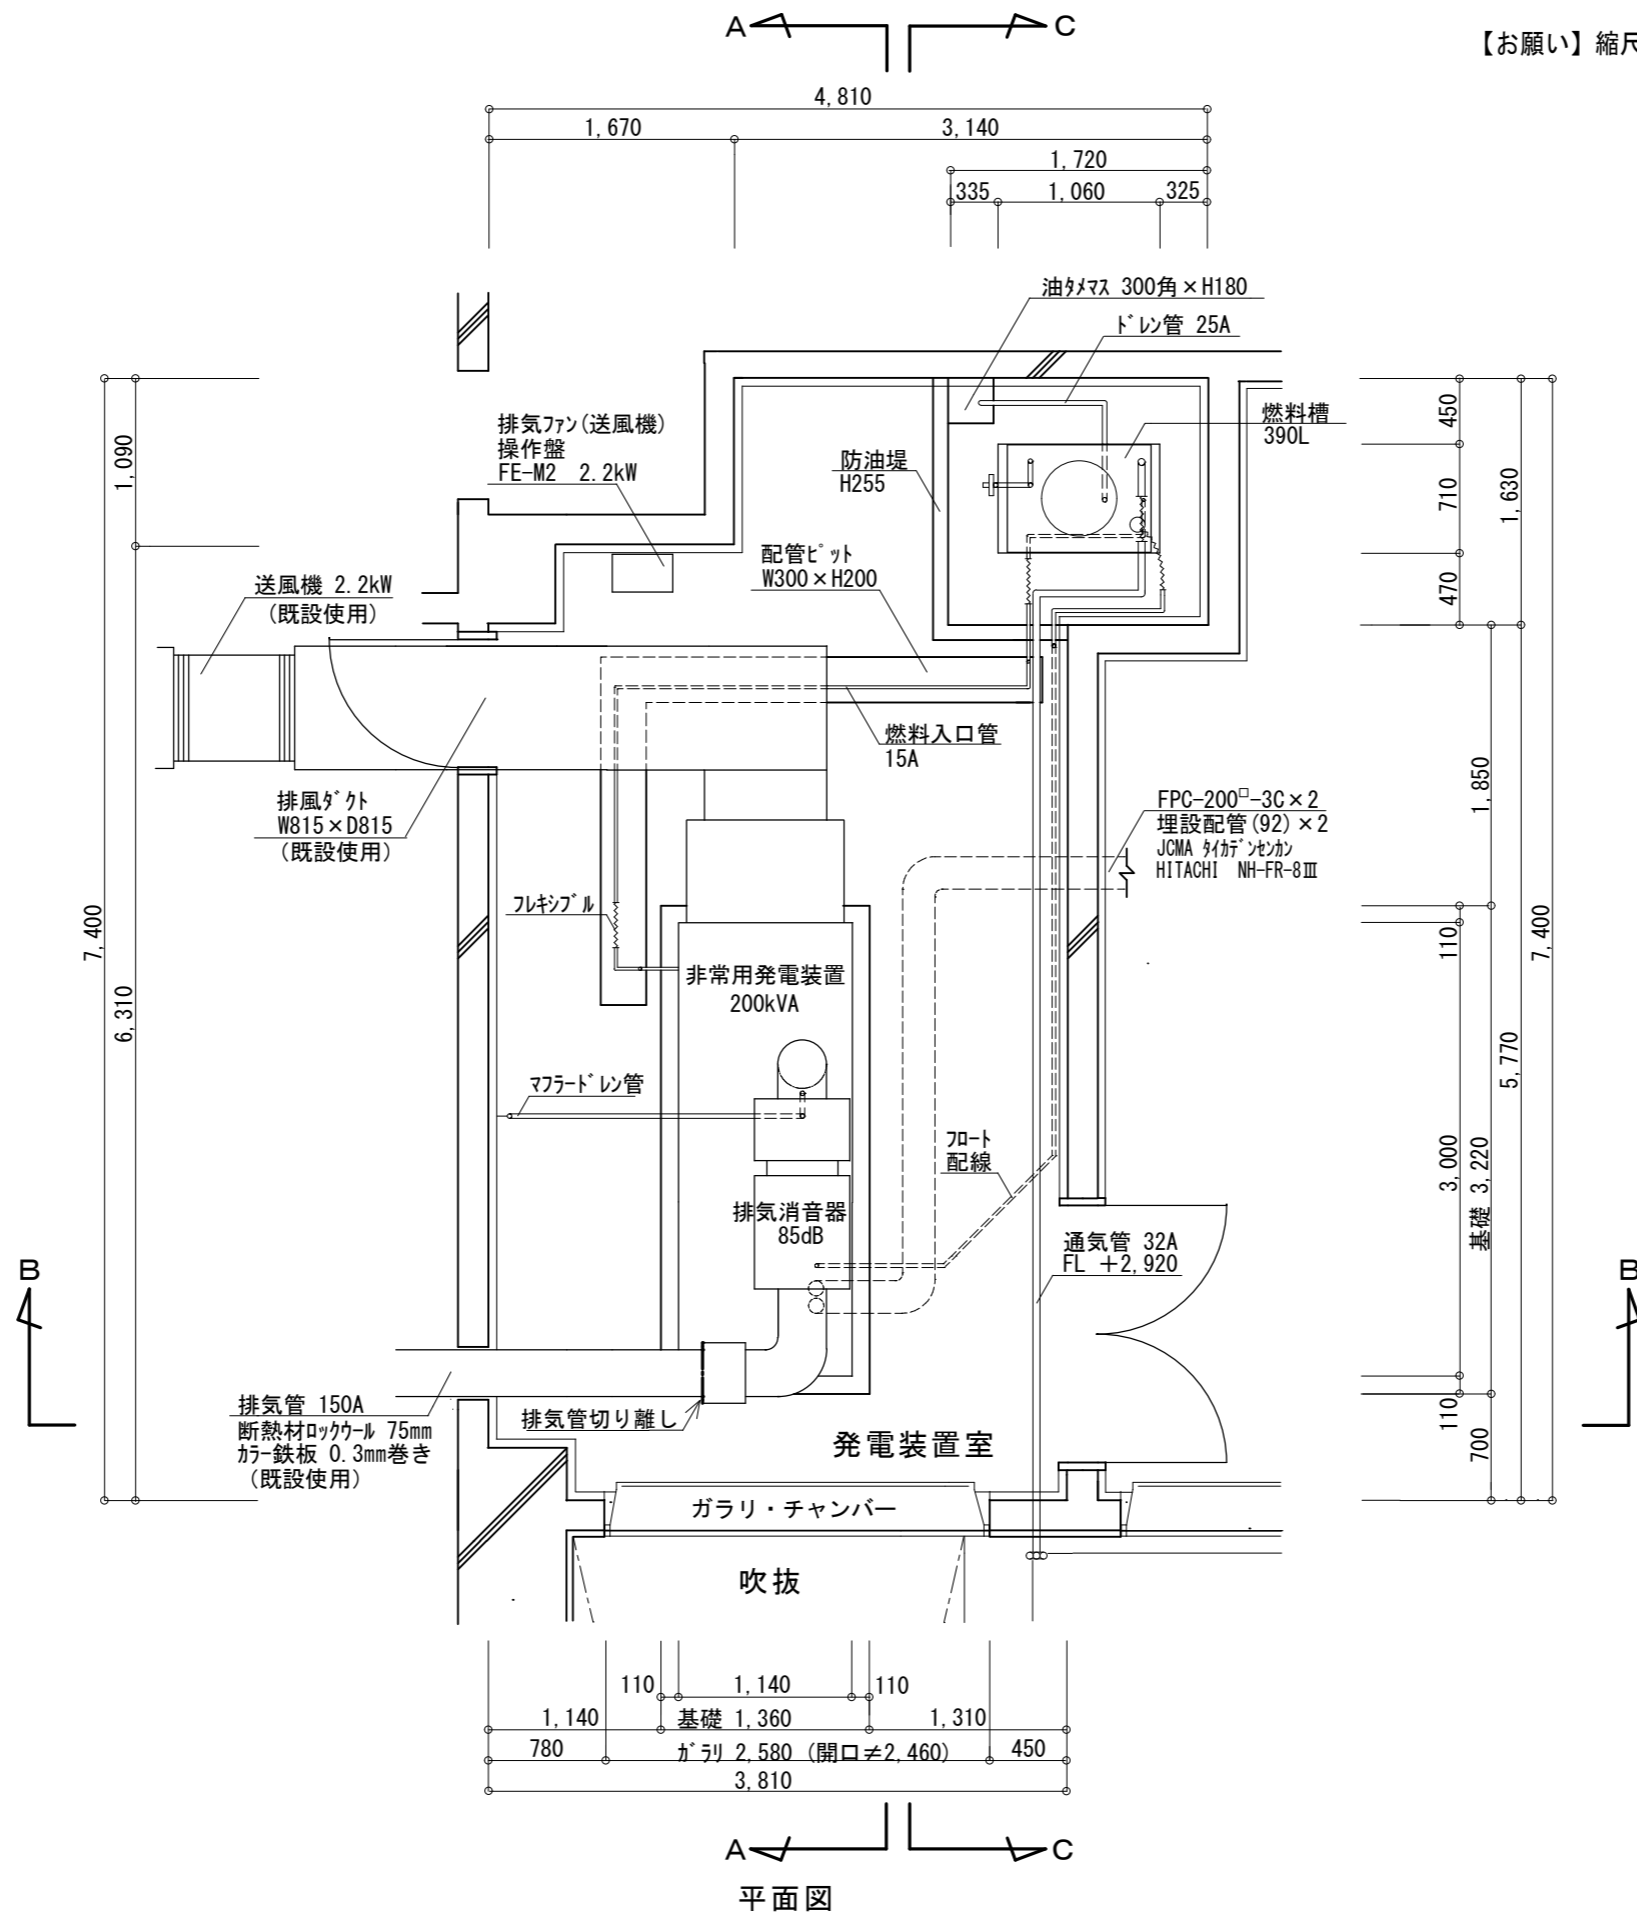 A
C
【お願い】縮尺
4,810
1,670
3,140
1,720
335
1,060
325
油ﾀﾒﾏｽ 300角×H180
ﾄﾞﾚﾝ管 25A
排気ﾌｧﾝ(送風機)
操作盤
FE-M2 2.2kW
防油堤
H255
燃料槽
390L
450
1,090
710
1,630
配管ﾋﾟｯﾄ
W300×H200
送風機 2.2kW
(既設使用)
470
燃料入口管
15A
排風ﾀﾞｸﾄ
W815×D815
(既設使用)
1,850
FPC-200□-3C×2
埋設配管(92)×2
JCMA ﾀｲｶﾃﾞﾝｾﾝｶﾝ
HITACHI NH-FR-8Ⅲ
ﾌﾚｷｼﾌﾞﾙ
7,400
110
7,400
非常用発電装置
200kVA
6,310
5,770
ﾏﾌﾗｰﾄﾞﾚﾝ管
ﾌﾛｰﾄ
配線
3,000
基礎 3,220
排気消音器
85dB
通気管 32A
FL +2,920
B
B
排気管 150A
断熱材ﾛｯｸｳｰﾙ 75mm
ｶﾗｰ鉄板 0.3mm巻き
(既設使用)
排気管切り離し
発電装置室
110
700
ガラリ・チャンバー
吹抜
110
1,140
110
1,140
基礎 1,360
1,310
780
ｶﾞﾗﾘ 2,580 (開口≠2,460)
450
3,810
A
C
平面図